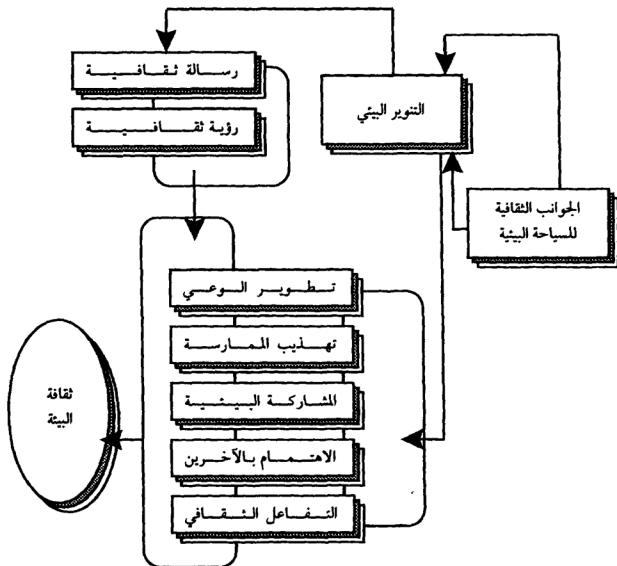 رسالة ثقافية
رؤية ثقافية
التنوير البيئي
الجوانب الثقافية
للسياحة البيئية
تطوير الوعي
تهذيب الممارسة
المشاركة البيئية
الاهتمام بالآخرين
التفاعل الثقافي
ثقافة
البيئة